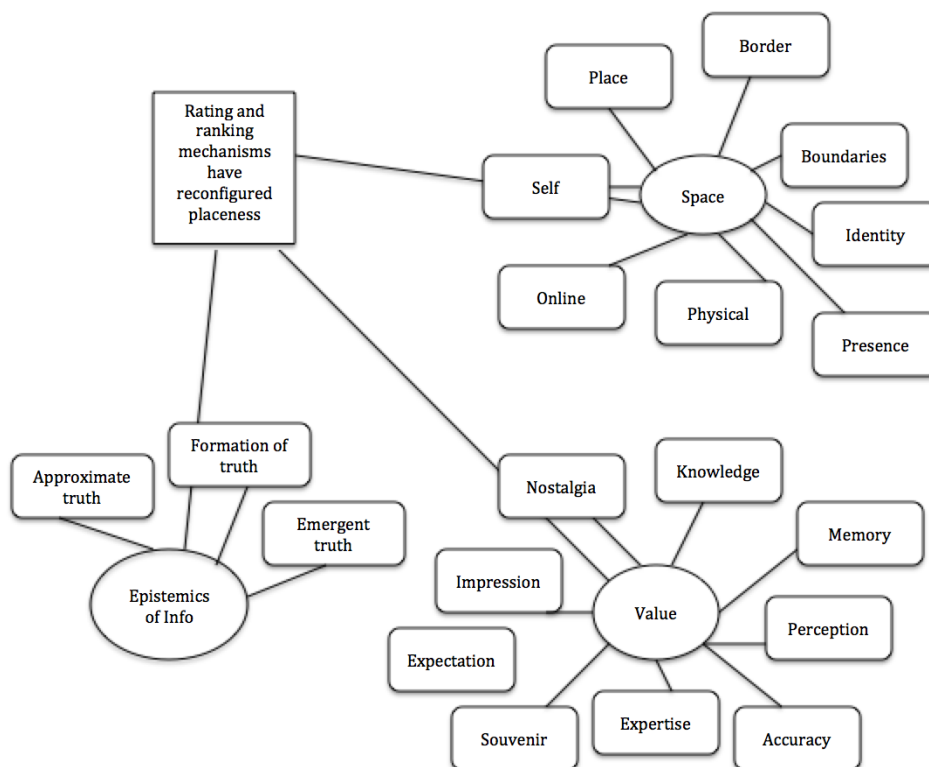 Border
Place
Rating and
ranking
mechanisms
have
reconfigured
placeness
Boundaries
Self
Space
Identity
Online
Physical
Presence
Formation of
truth
Approximate
truth
Knowledge
Nostalgia
Emergent
truth
Memory
Impression
Epistemics
of Info
Value
Perception
Expectation
Souvenir
Expertise
Accuracy